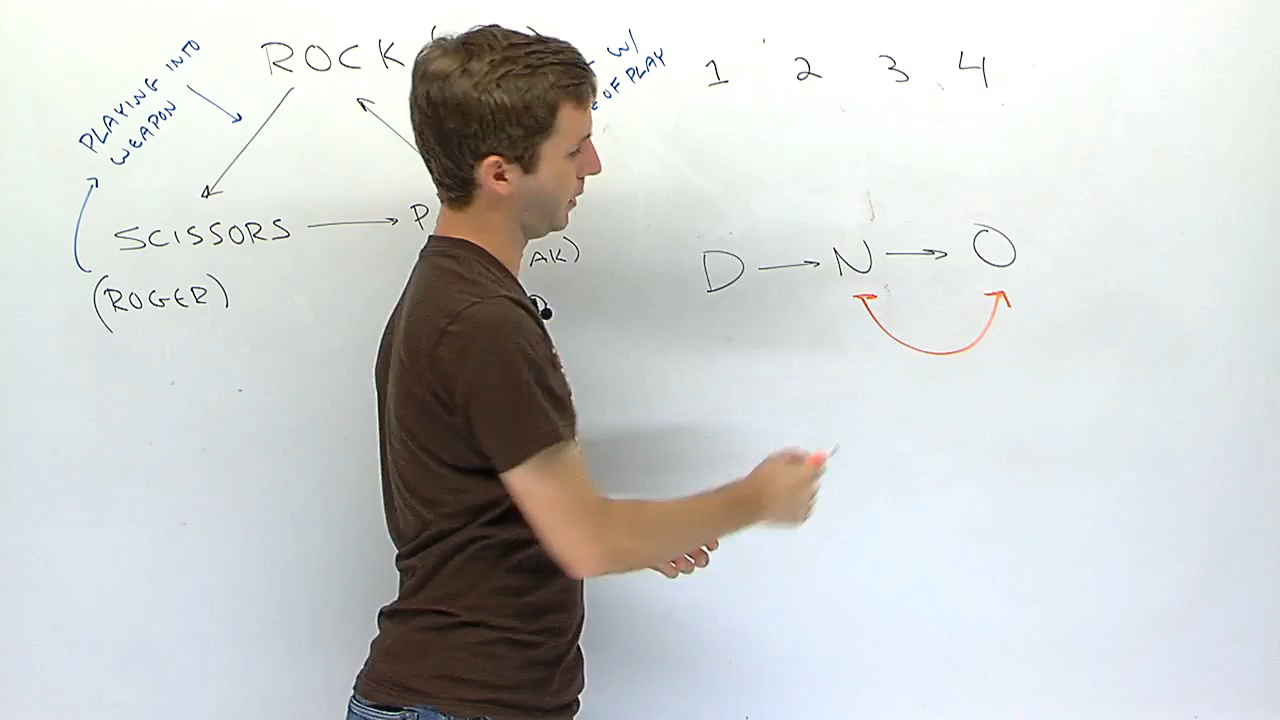 ROCK
PLAYING INTO
WEAPON
W/
OF PLAY
1 2 3 4
SCISSORS
(ROGER)
AK)
D N O